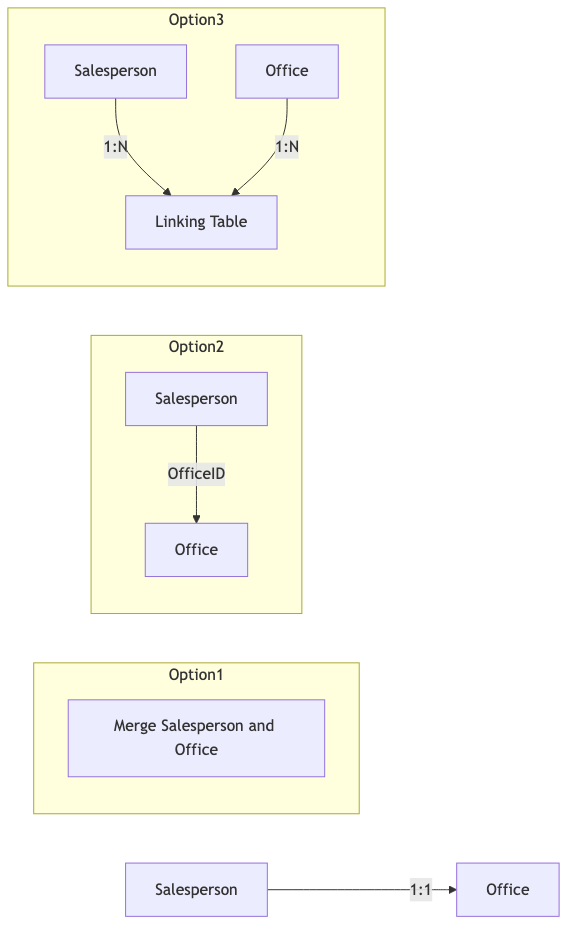 Option3
Salesperson
Office
1:N
1:N
Linking Table
Option2
Salesperson
OfficeID
Office
Option1
Merge Salesperson and
Office
Salesperson
1:1
Office